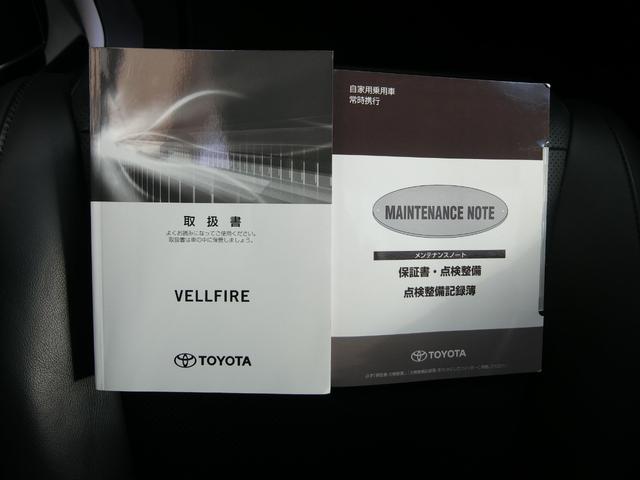 取扱書
よくお読みになってご使用ください。
取扱書は車の中に保管しましょう。
VELLFIRE
TOYOTA
自家用乗用車
常時携行
MAINTENANCE NOTE
メンテナンスノート
保証書・点検整備
点検整備記録簿
TOYOTA